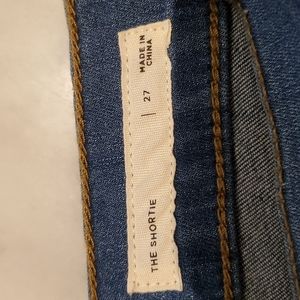 THE SHORTIE
| 27
MADE IN
CHINA